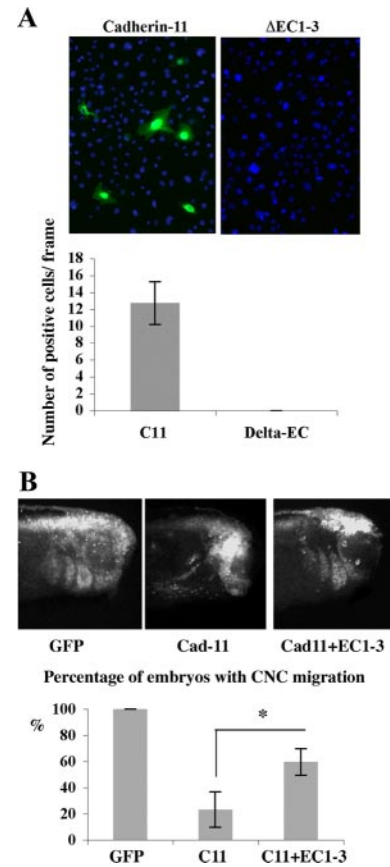 A
Cadherin-11 ΔEC1-3
Number of positive cells/ frame
18
16
14
12
10
8
6
4
2
0
C11 Delta-EC
B
GFP Cad-11 Cad11+EC1-3
Percentage of embryos with CNC migration
%
100
80
60
40
20
0
*
GFP C11 C11+EC1-3